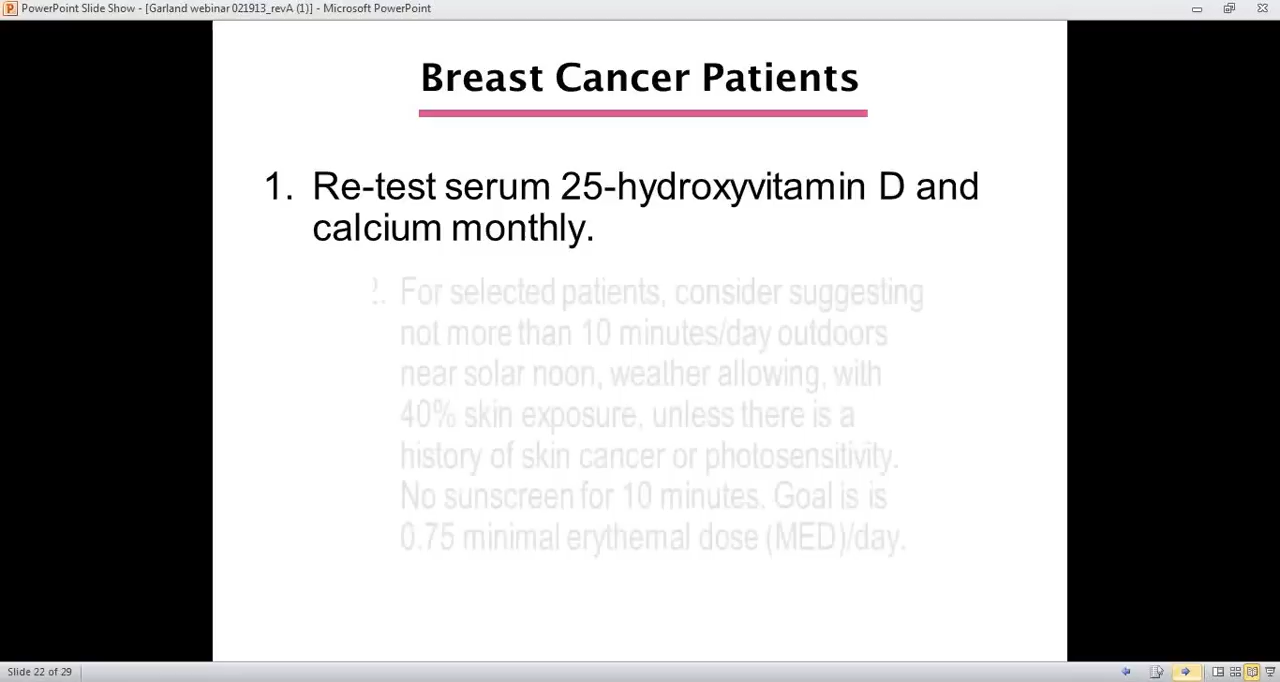 PowerPoint Slide Show - [Garland webinar 021913_revA (1)] - Microsoft PowerPoint
Breast Cancer Patients
1. Re-test serum 25-hydroxyvitamin D and
calcium monthly.
2. For selected patients, consider suggesting
not more than 10 minutes/day outdoors
near solar noon, weather allowing, with
40% skin exposure, unless there is a
history of skin cancer or photosensitivity.
No sunscreen for 10 minutes. Goal is is
0.75 minimal erythemal dose (MED)/day.
Slide 22 of 29